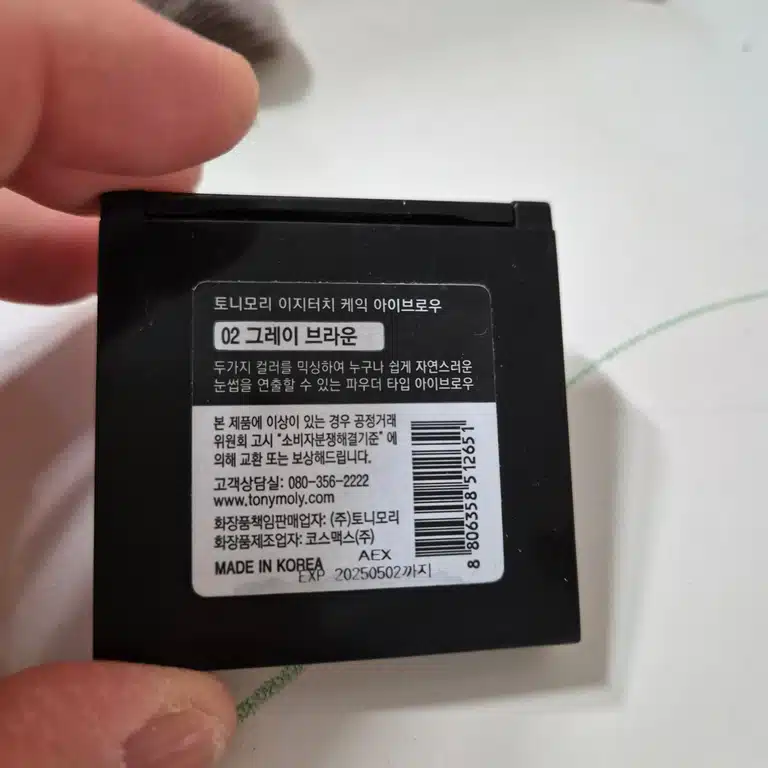 토니모리 이지터치 케익 아이브로우
02 그레이 브라운
두가지 컬러를 믹싱하여 누구나 쉽게 자연스러운
눈썹을 연출할 수 있는 파우더 타입 아이브로우
본 제품에 이상이 있는 경우 공정거래
위원회 고시 "소비자분쟁해결기준" 에
의해 교환 또는 보상해드립니다.
고객상담실: 080-356-2222
www.tonymoly.com
화장품책임판매업자: (주)토니모리
화장품제조업자: 코스맥스(주)
MADE IN KOREA
AEX
EXP 20250502까지
8 806358 512651